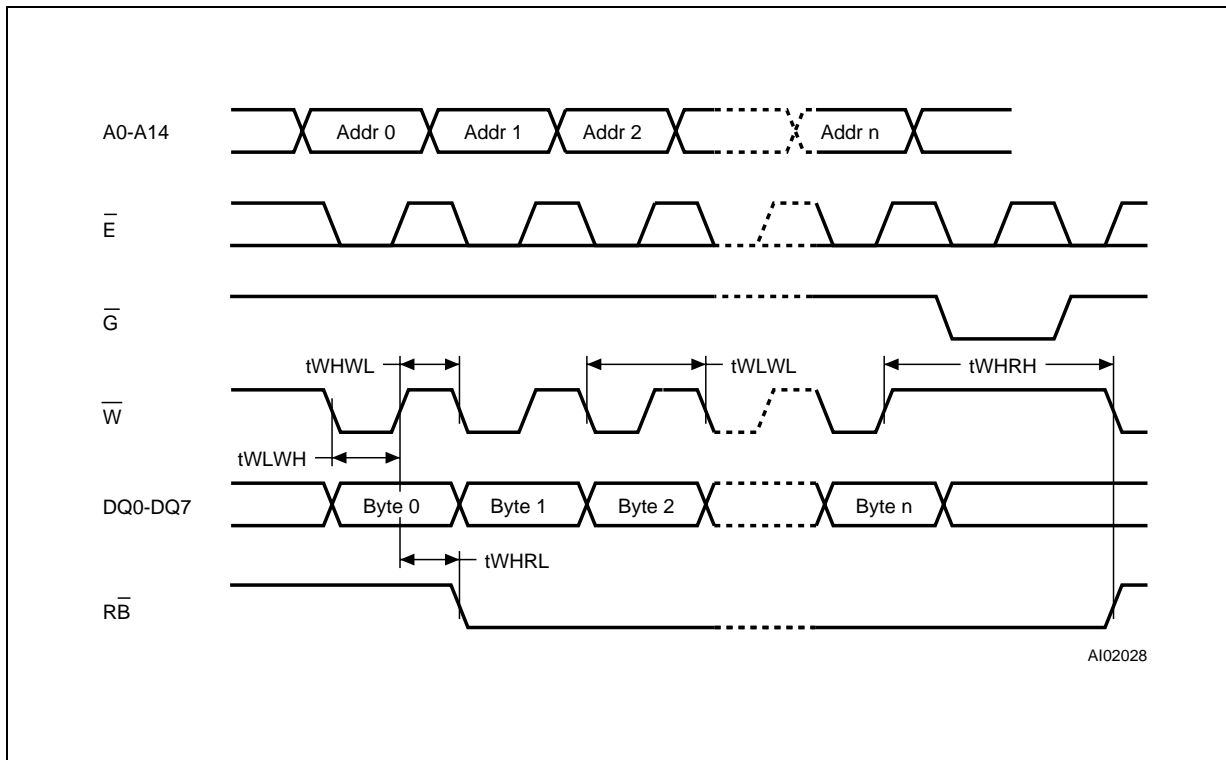 A0-A14 Addr 0 Addr 1 Addr 2 Addr n
E̅
G̅
tWHWL tWLWL tWHRH
W̅
tWLWH
DQ0-DQ7 Byte 0 Byte 1 Byte 2 Byte n
tWHRL
RB̅
AI02028